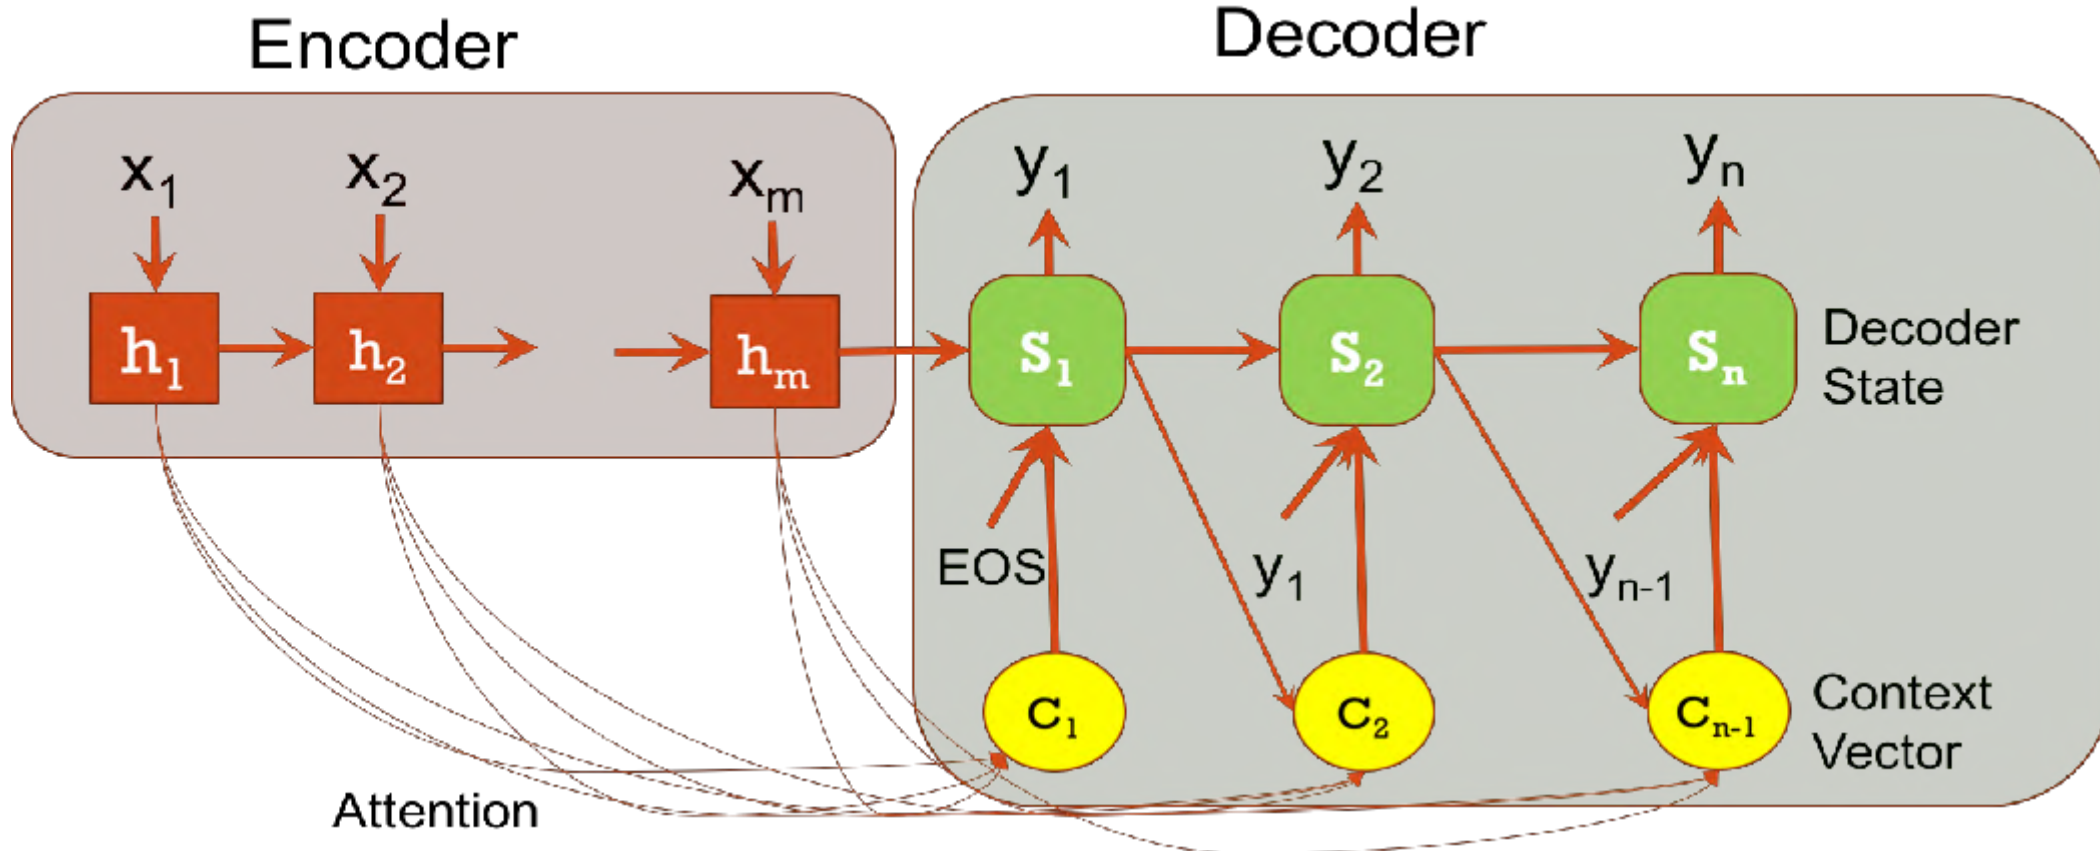 Encoder
Decoder
x1 x2 xm
y1 y2 yn
h1 h2 hm
S1 S2 Sn
Decoder
State
EOS y1 yn-1
C1 C2 Cn-1
Context
Vector
Attention